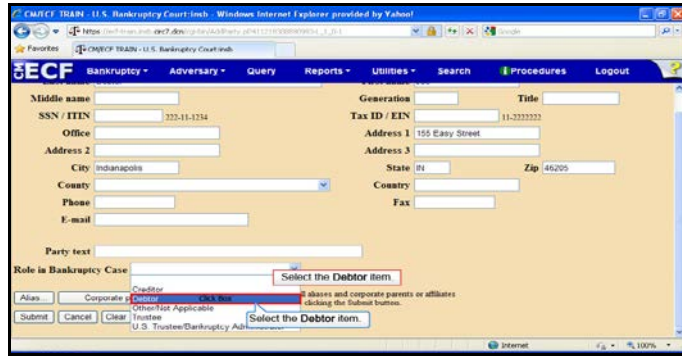 CM/ECF TRAIN - U.S. Bankruptcy Court:insb - Windows Internet Explorer provided by Yahoo!
Google
Favorites CM/ECF TRAIN - U.S. Bankruptcy Court:insb
ECF Bankruptcy Adversary Query Reports Utilities Search Procedures Logout ?
Middle name Generation Title
SSN / ITIN 222-11-1234 Tax ID / EIN 11-2222222
Office Address 1 155 Easy Street
Address 2 Address 3
City Indianapolis State IN Zip 46205
County Country
Phone Fax
E-mail
Party text
Role in Bankruptcy Case
Select the Debtor item.
Creditor
Alias... Corporate p Debtor Click Box ll aliases and corporate parents or affiliates
Other/Not Applicable clicking the Submit button.
Submit Cancel Clear Trustee Select the Debtor item.
U.S. Trustee/Bankruptcy Administrator
Internet 100%